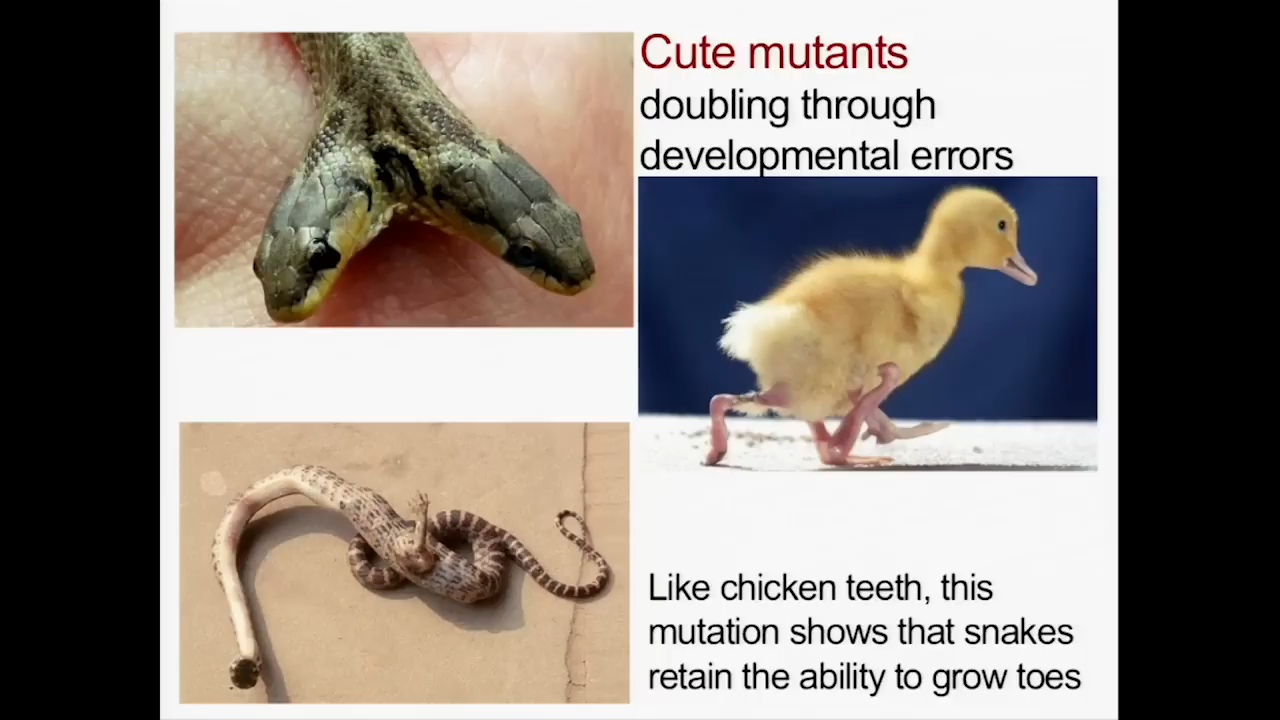 Cute mutants
doubling through
developmental errors
Like chicken teeth, this
mutation shows that snakes
retain the ability to grow toes